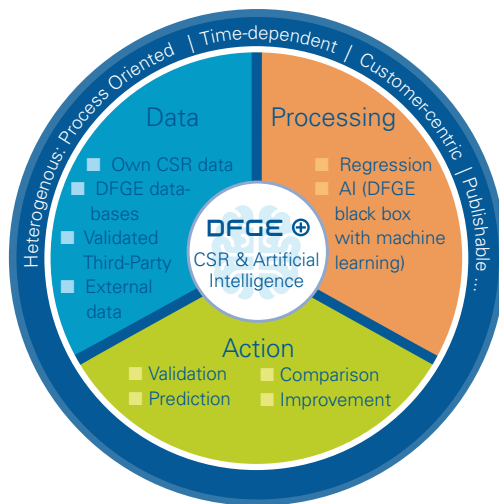 Heterogenous: Process Oriented | Time-dependent | Customer-centric | Publishable ...
Data
Own CSR data
DFGE data-
bases
Validated
Third-Party
External
data
Processing
Regression
AI (DFGE
black box
with machine
learning)
DFGE
CSR & Artificial
Intelligence
Action
Validation
Prediction
Comparison
Improvement